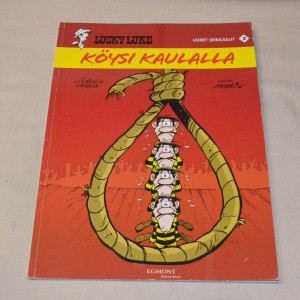 LUCKY LUKE
UUDET SEIKKAILUT 2
KÖYSI KAULALLA
EGMONT